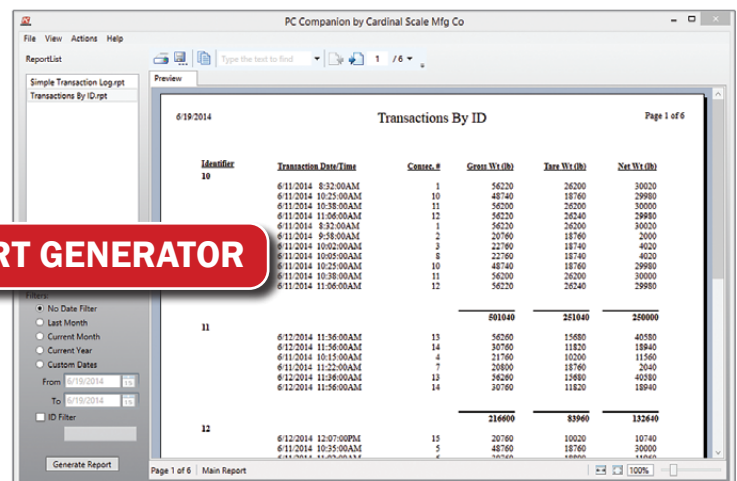 PC Companion by Cardinal Scale Mfg Co
File View Actions Help
ReportList
Type the text to find 1 /6
Simple Transaction Log.rpt
Transactions By ID.rpt
Preview
6/19/2014 Transactions By ID Page 1 of 6
Identifier Transaction Date/Time Consec. # Gross Wt (lb) Tare Wt (lb) Net Wt (lb)
10
6/11/2014 8:32:00AM 1 56220 26200 30020
6/11/2014 10:25:00AM 10 48740 18760 29980
6/11/2014 10:38:00AM 11 56200 26200 30000
6/11/2014 11:06:00AM 12 56220 26240 29980
6/11/2014 8:32:00AM 1 56220 26200 30020
6/11/2014 9:58:00AM 2 20760 18760 2000
6/11/2014 10:02:00AM 3 22760 18740 4020
6/11/2014 10:05:00AM 8 22760 18740 4020
6/11/2014 10:25:00AM 10 48740 18760 29980
6/11/2014 10:38:00AM 11 56200 26200 30000
6/11/2014 11:06:00AM 12 56220 26240 29980
501040 251040 250000
11
6/12/2014 11:36:00AM 13 56260 15680 40580
6/12/2014 11:56:00AM 14 30760 11820 18940
6/11/2014 10:15:00AM 4 21760 10200 11560
6/11/2014 11:22:00AM 7 20800 18760 2040
6/12/2014 11:36:00AM 13 56260 15680 40580
6/12/2014 11:56:00AM 14 30760 11820 18940
216600 83960 132640
12
6/12/2014 12:07:00PM 15 20760 10020 10740
6/11/2014 10:35:00AM 5 48760 18760 30000
RT GENERATOR
Filters:
No Date Filter
Last Month
Current Month
Current Year
Custom Dates
From 6/19/2014
To 6/19/2014
ID Filter
Generate Report
Page 1 of 6 Main Report 100%